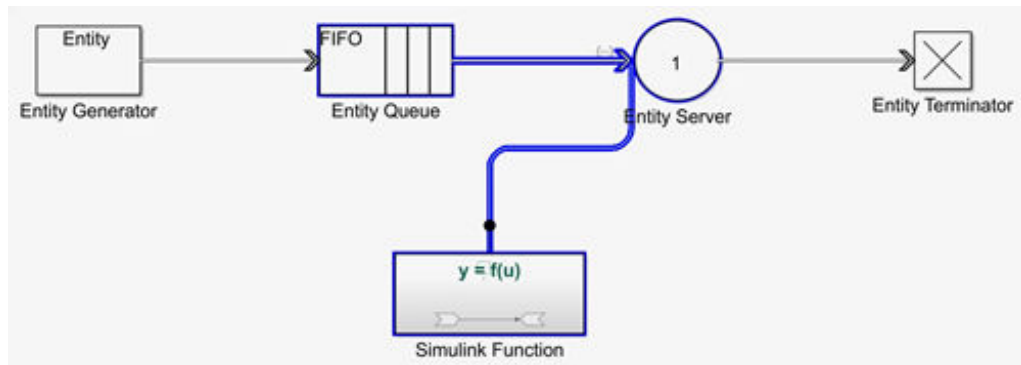 Entity
Entity Generator
FIFO
Entity Queue
1
Entity Server
Entity Terminator
y = f(u)
Simulink Function